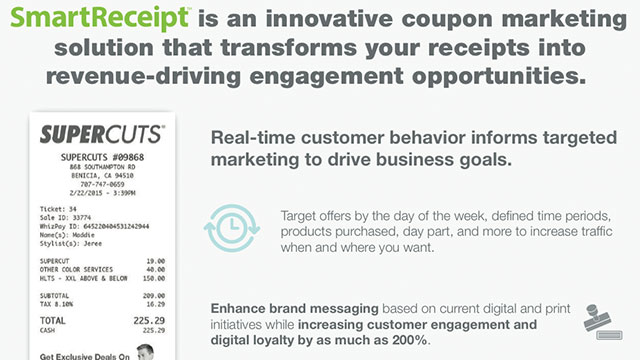 SmartReceipt™ is an innovative coupon marketing
solution that transforms your receipts into
revenue-driving engagement opportunities.
SUPERCUTS®
SUPERCUTS #09868
868 SOUTHAMPTON RD
BENICIA, CA 94510
707-747-0659
2/22/2015 - 3:39PM
Ticket: 34
Sale ID: 33774
WhizPay ID: 6452204045312429​44
Name(s): Maddie
Stylist(s): Jeree
SUPERCUT 19.00
OTHER COLOR SERVICES 40.00
HLTS - XXL ABOVE & BELOW 150.00
SUBTOTAL 209.00
TAX 8.10% 16.29
TOTAL 225.29
CASH 225.29
Get Exclusive Deals On
Real-time customer behavior informs targeted
marketing to drive business goals.
Target offers by the day of the week, defined time periods,
products purchased, day part, and more to increase traffic
when and where you want.
Enhance brand messaging based on current digital and print
initiatives while increasing customer engagement and
digital loyalty by as much as 200%.